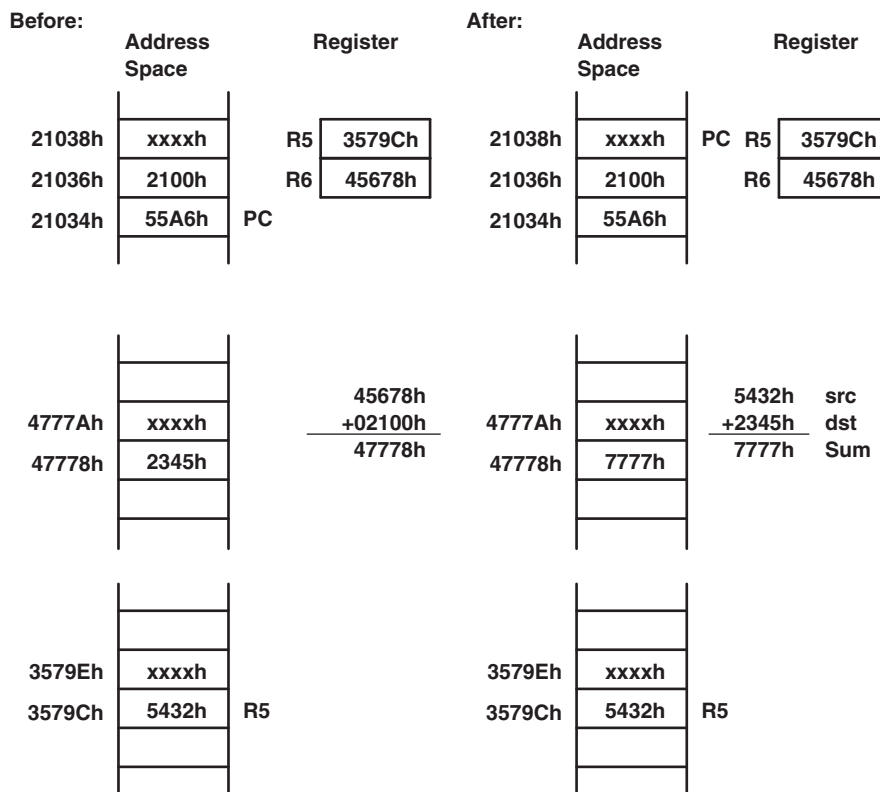 Before: After:
Address Register Address Register
Space Space
21038h xxxxh R5 3579Ch 21038h xxxxh PC R5 3579Ch
21036h 2100h R6 45678h 21036h 2100h R6 45678h
21034h 55A6h PC 21034h 55A6h
45678h 5432h src
4777Ah xxxxh +02100h 4777Ah xxxxh +2345h dst
47778h 2345h 47778h 47778h 7777h 7777h Sum
3579Eh xxxxh 3579Eh xxxxh
3579Ch 5432h R5 3579Ch 5432h R5